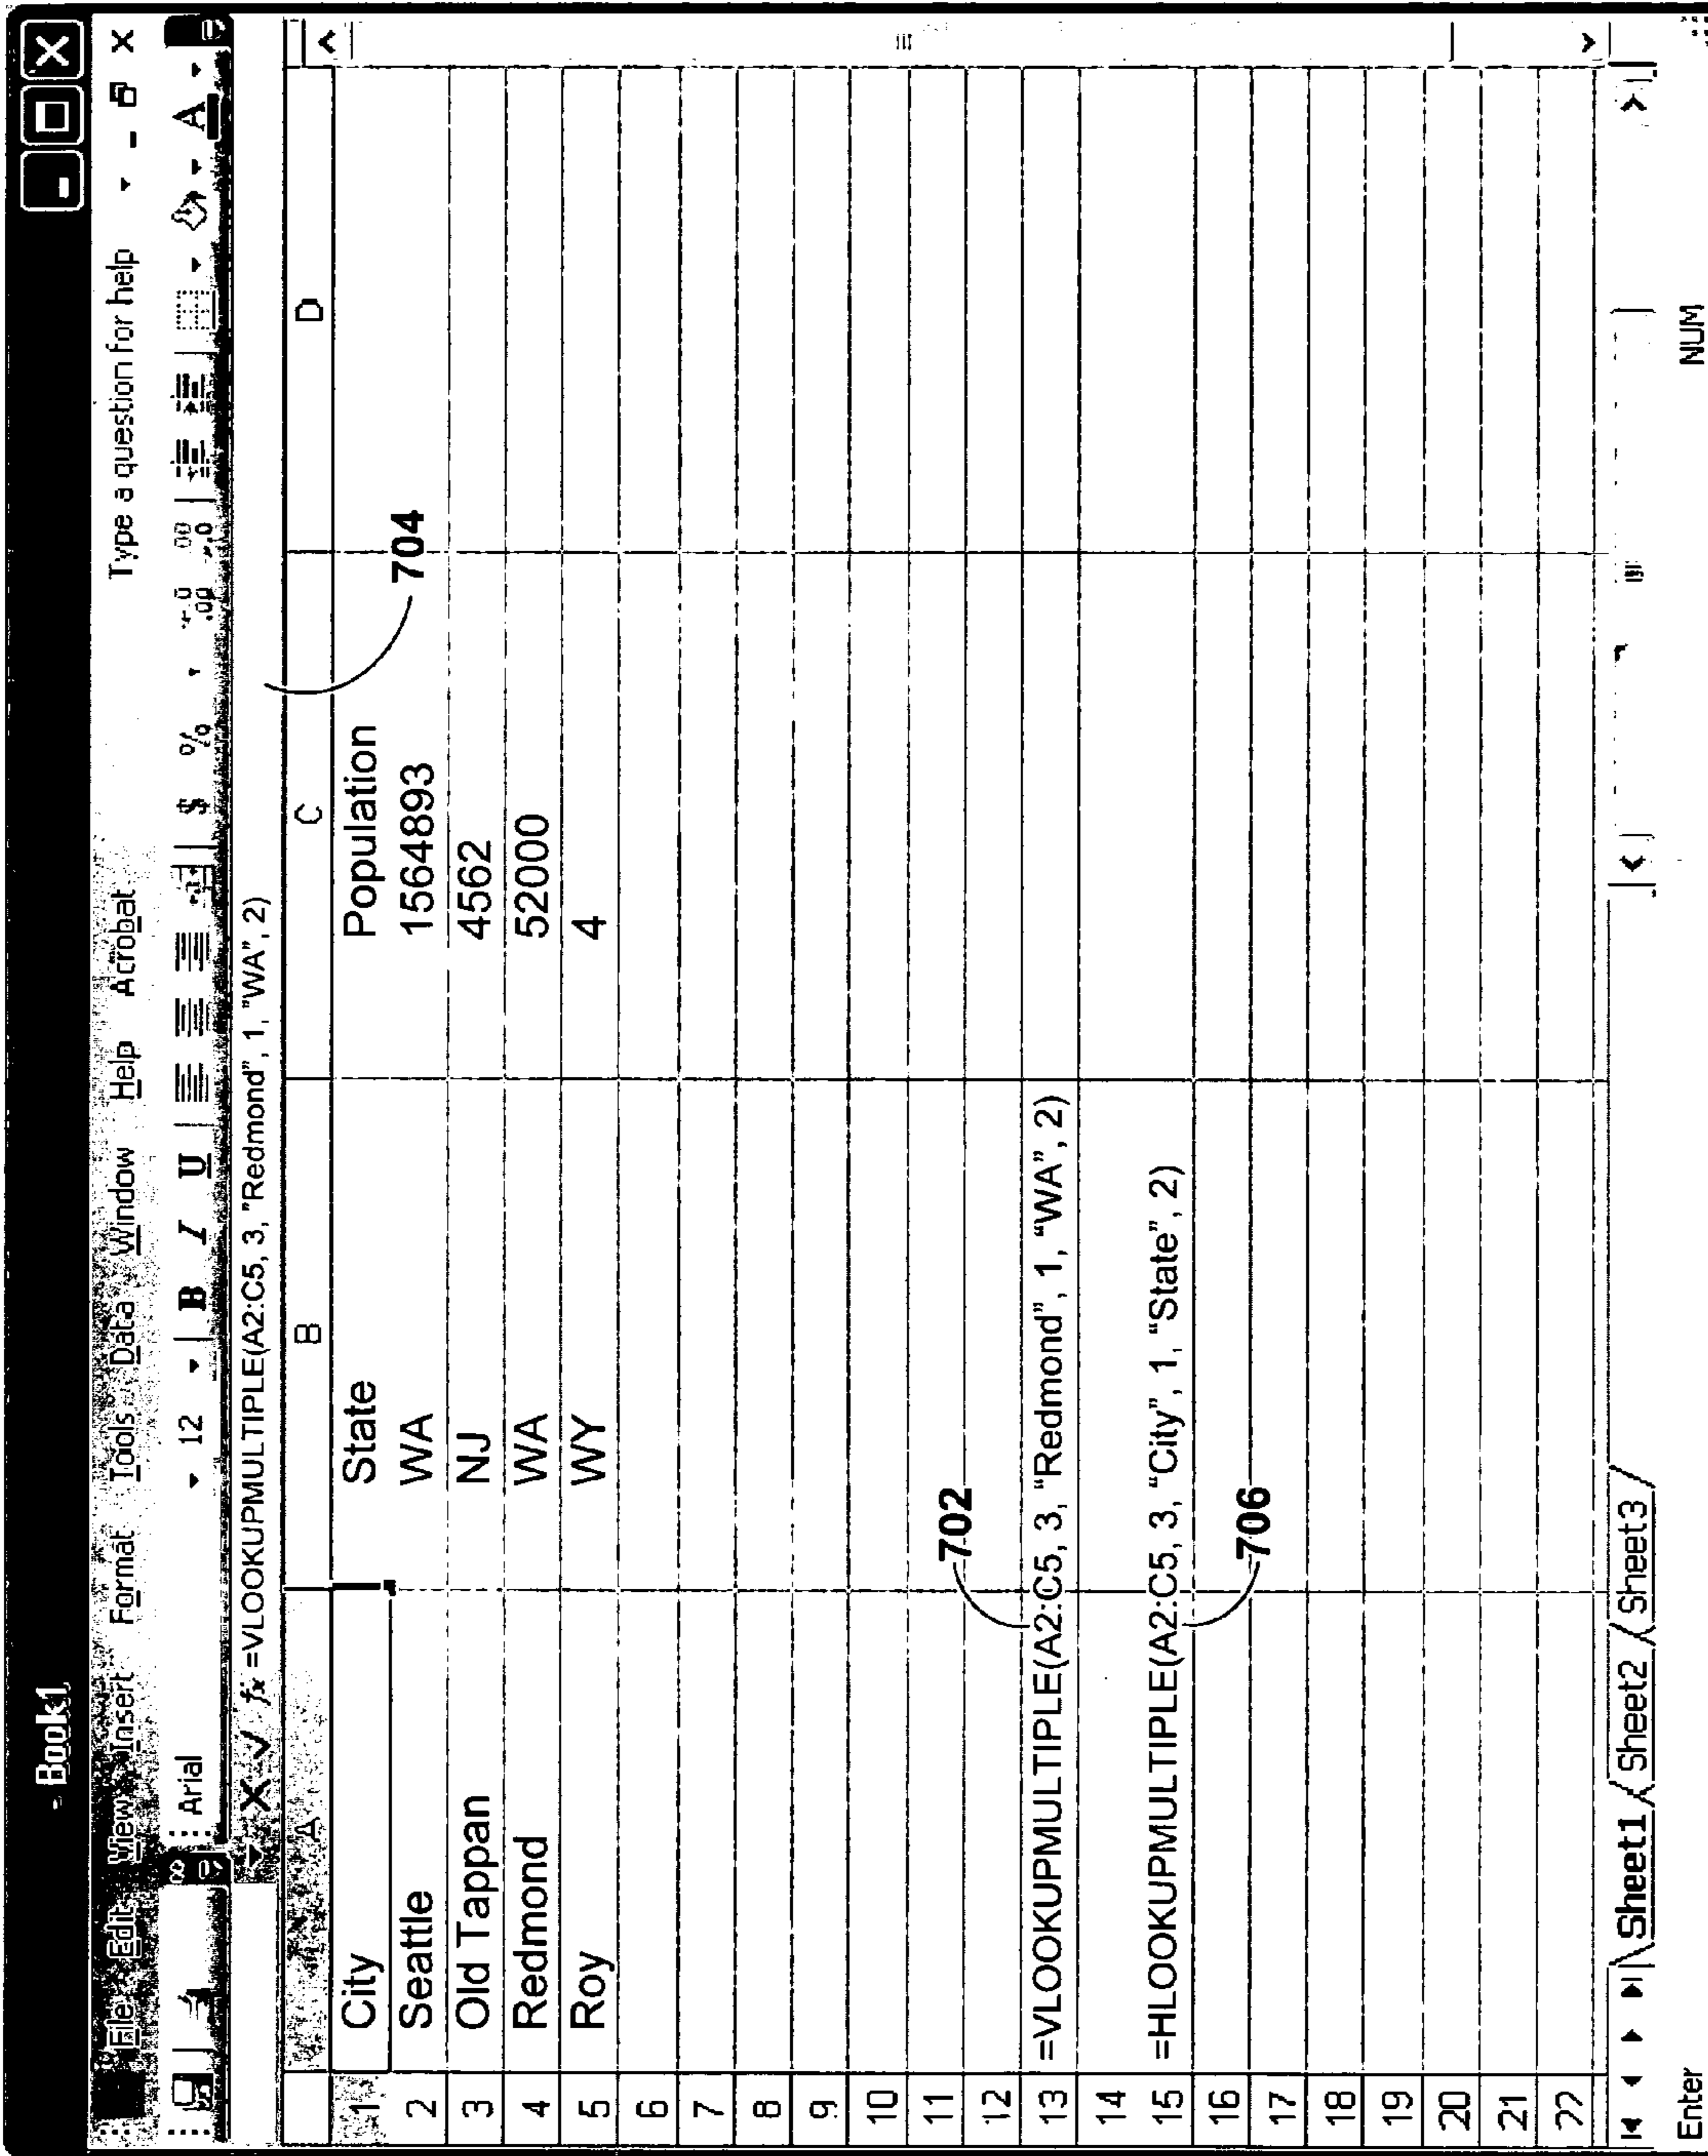 - Book1
File Edit View Insert Format Tools Data Window Help Acrobat Type a question for help
Arial 12 B I U $ %
fx =VLOOKUPMULTIPLE(A2:C5, 3, "Redmond", 1, "WA", 2)
A B C D
704
1 City State Population
2 Seattle WA 1564893
3 Old Tappan NJ 4562
4 Redmond WA 52000
5 Roy WY 4
6
7
8
9
10
11
702
12
13 =VLOOKUPMULTIPLE(A2:C5, 3, "Redmond", 1, "WA", 2)
14
15 =HLOOKUPMULTIPLE(A2:C5, 3, "City", 1, "State", 2)
16
706
17
18
19
20
21
22
Sheet1 / Sheet2 / Sheet3 /
Enter NUM